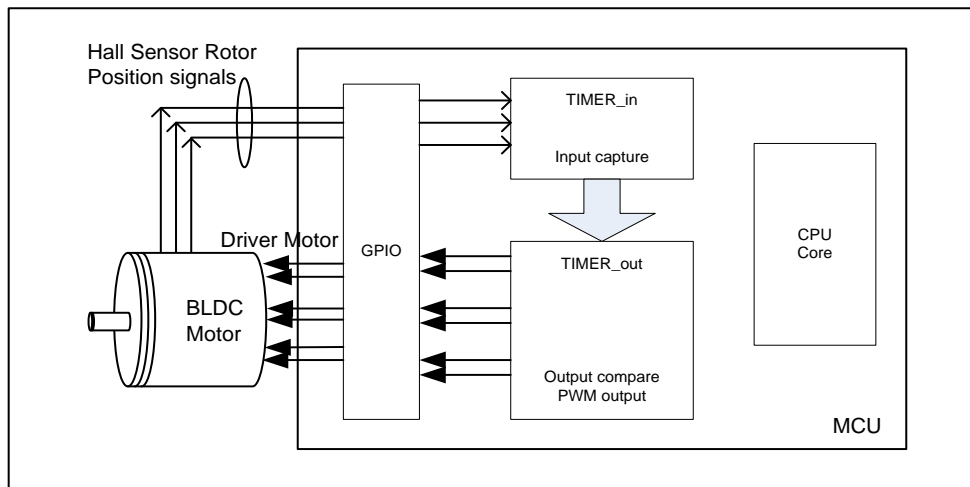 Hall Sensor Rotor
Position signals
TIMER_in
Input capture
CPU
Core
Driver Motor
GPIO
TIMER_out
BLDC
Motor
Output compare
PWM output
MCU